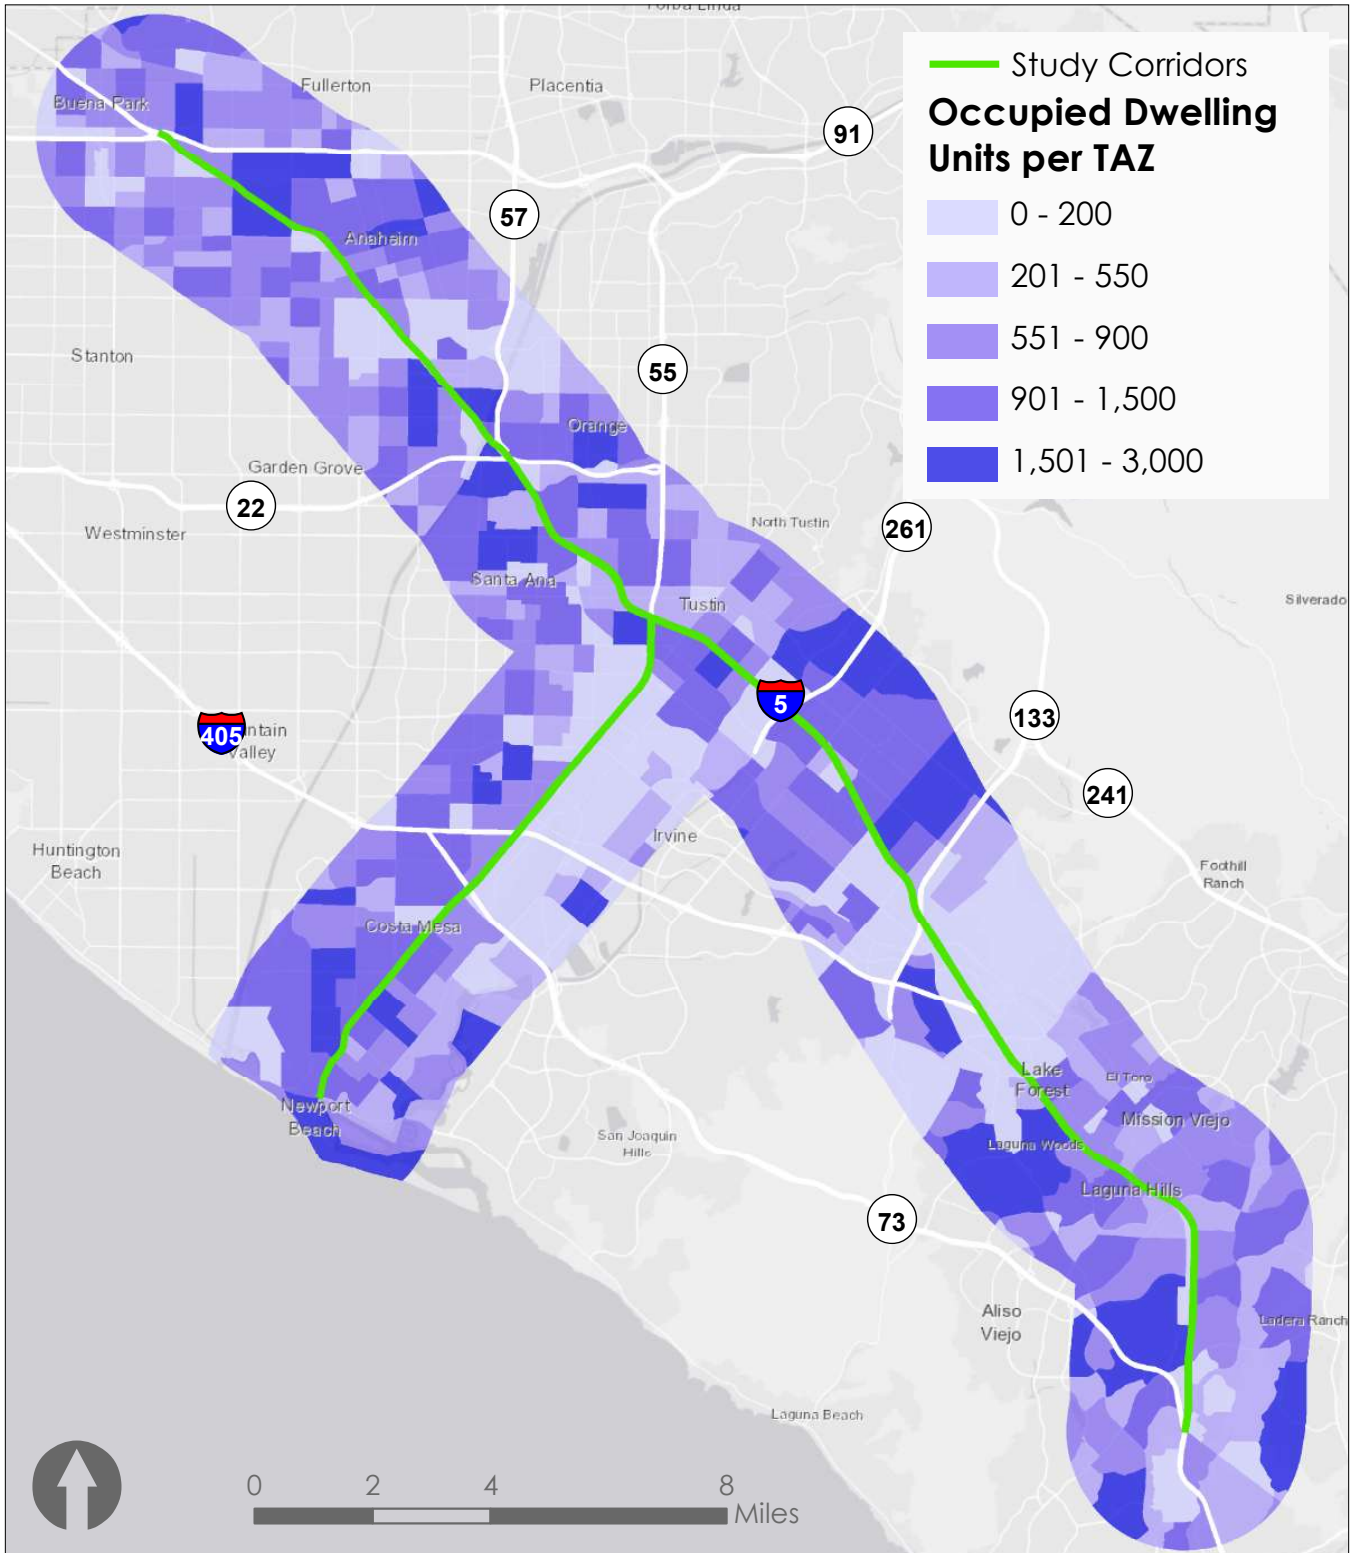 Yorba Linda
Study Corridors
Occupied Dwelling
Units per TAZ
0 - 200
201 - 550
551 - 900
901 - 1,500
1,501 - 3,000
Fullerton
Placentia
Buena Park
91
57
Anaheim
Stanton
55
Orange
Garden Grove
22
Westminster
North Tustin
261
Santa Ana
Tustin
Silverado
5
133
405
ntain
Valley
241
Irvine
Huntington
Beach
Foothill
Ranch
Costa Mesa
Lake
Forest
El Toro
Newport
Beach
Mission Viejo
San Joaquin
Hills
Laguna Woods
Laguna Hills
73
Aliso
Viejo
Ladera Ranch
Laguna Beach
0 2 4 8
Miles